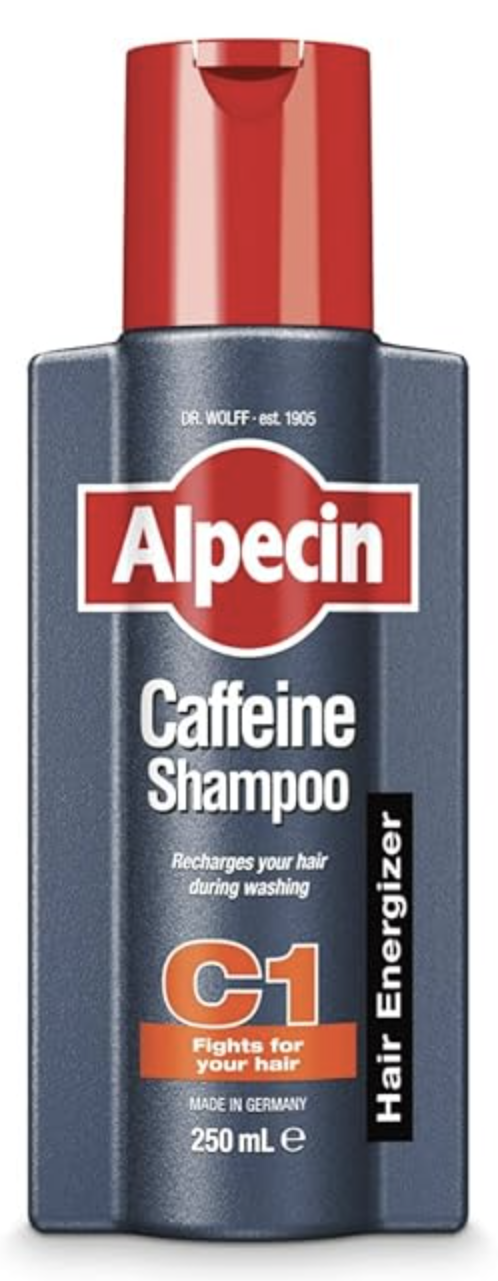 DR. WOLFF · est. 1905
Alpecin
Caffeine
Shampoo
Recharges your hair
during washing
C1
Fights for
your hair
MADE IN GERMANY
250 mL ℮
Hair Energizer